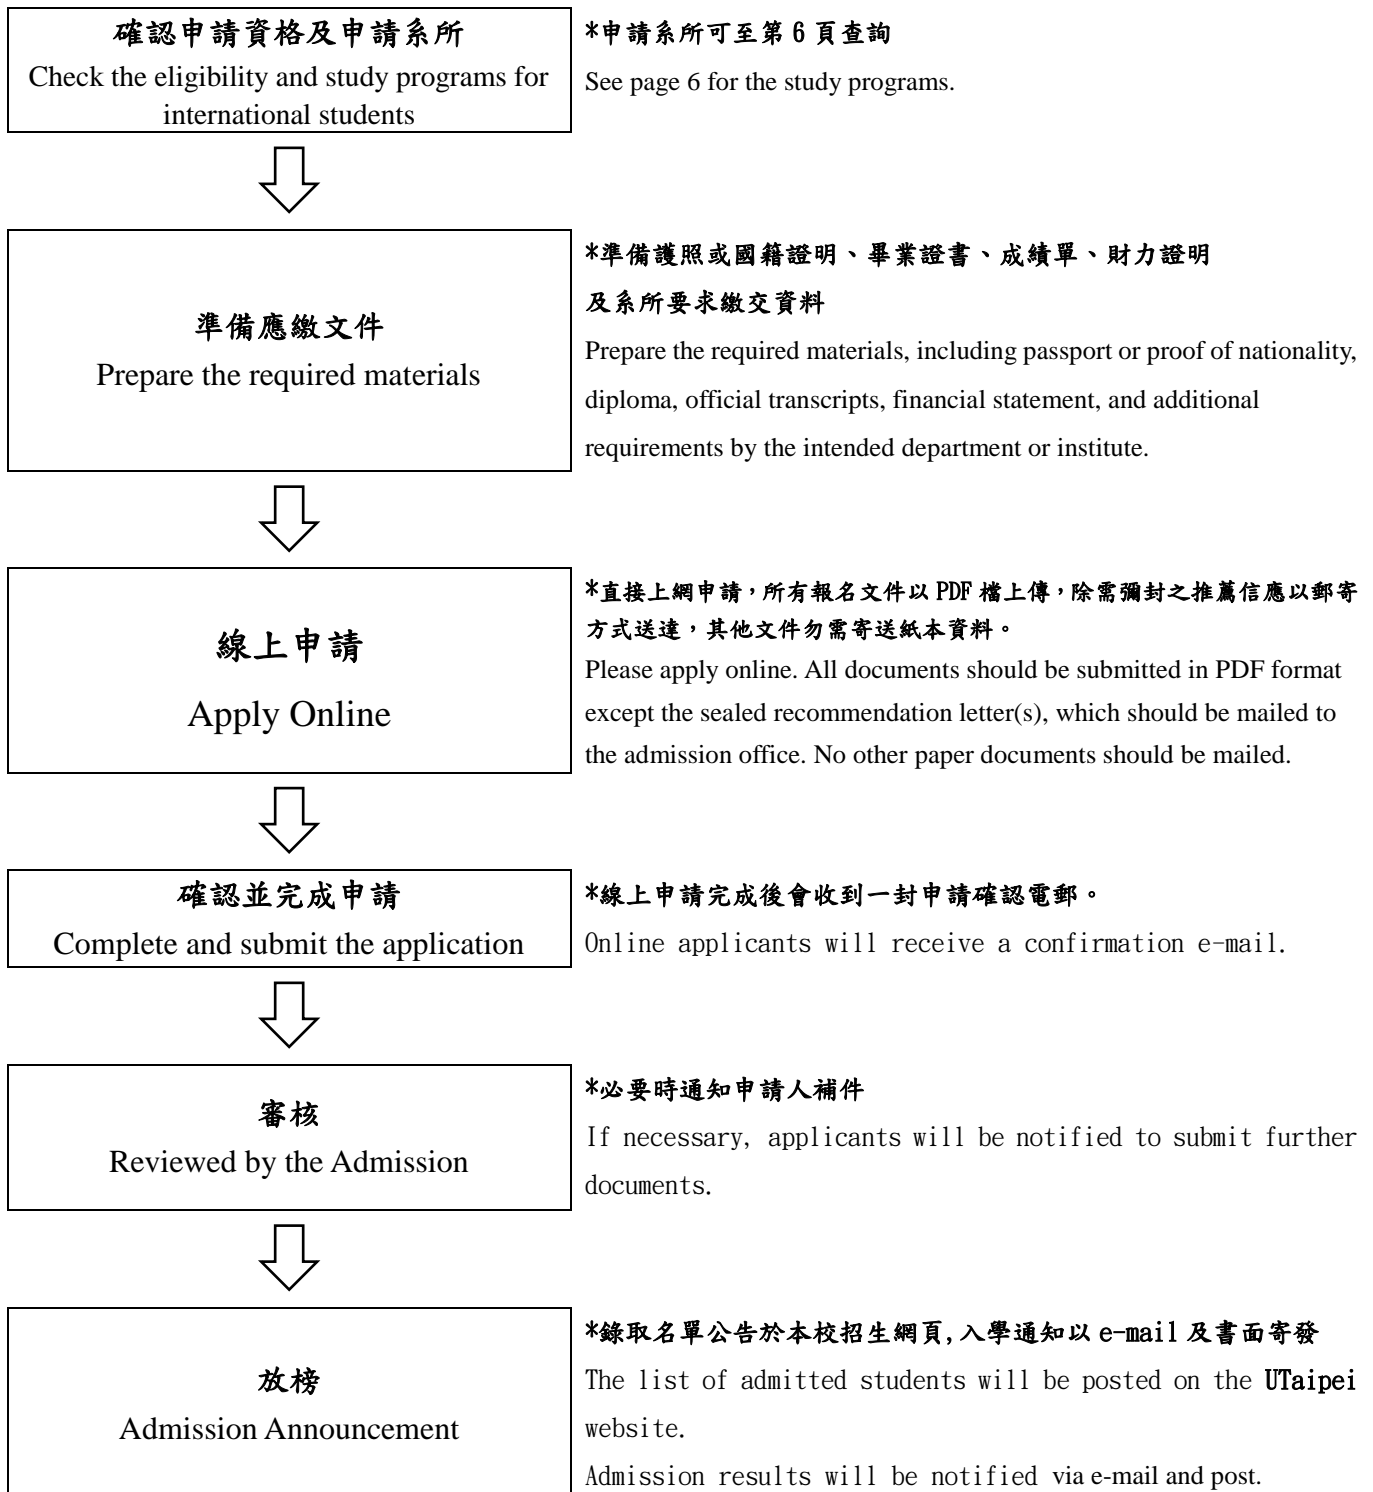 確認申請資格及申請系所
Check the eligibility and study programs for
international students
*申請系所可至第 6 頁查詢
See page 6 for the study programs.
準備應繳文件
Prepare the required materials
*準備護照或國籍證明、畢業證書、成績單、財力證明
及系所要求繳交資料
Prepare the required materials, including passport or proof of nationality,
diploma, official transcripts, financial statement, and additional
requirements by the intended department or institute.
線上申請
Apply Online
*直接上網申請，所有報名文件以 PDF 檔上傳，除需彌封之推薦信應以郵寄
方式送達，其他文件勿需寄送紙本資料。
Please apply online. All documents should be submitted in PDF format
except the sealed recommendation letter(s), which should be mailed to
the admission office. No other paper documents should be mailed.
確認並完成申請
Complete and submit the application
*線上申請完成後會收到一封申請確認電郵。
Online applicants will receive a confirmation e-mail.
審核
Reviewed by the Admission
*必要時通知申請人補件
If necessary, applicants will be notified to submit further
documents.
放榜
Admission Announcement
*錄取名單公告於本校招生網頁,入學通知以 e-mail 及書面寄發
The list of admitted students will be posted on the UTaipei
website.
Admission results will be notified via e-mail and post.